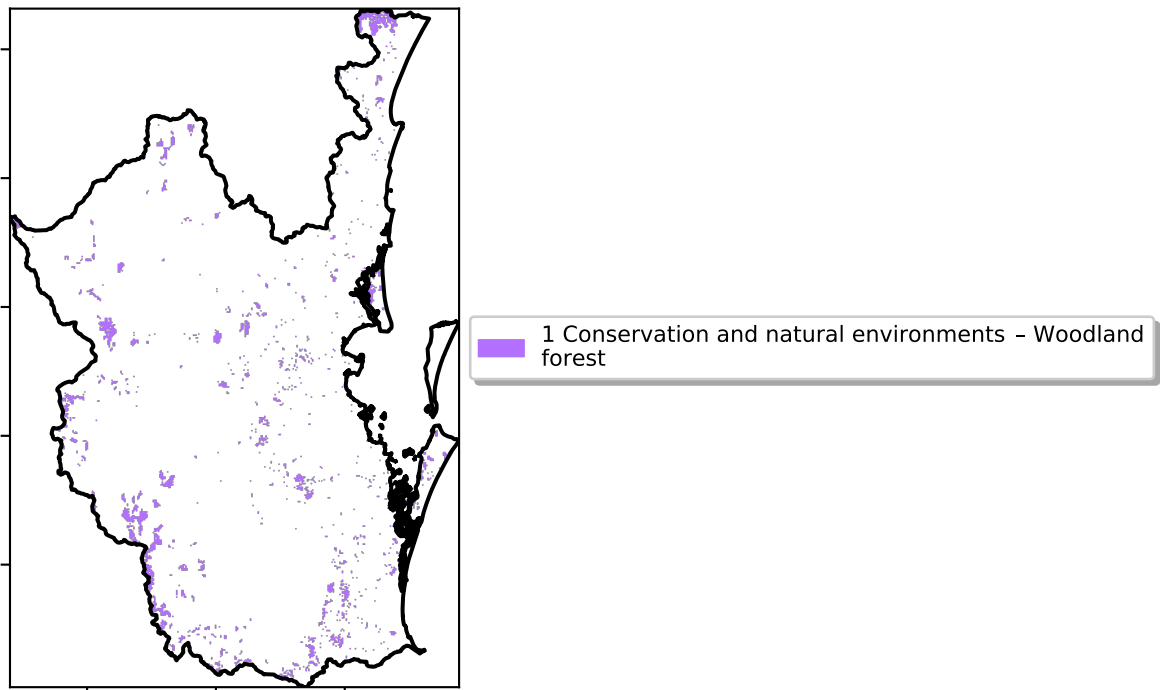 1 Conservation and natural environments – Woodland
forest